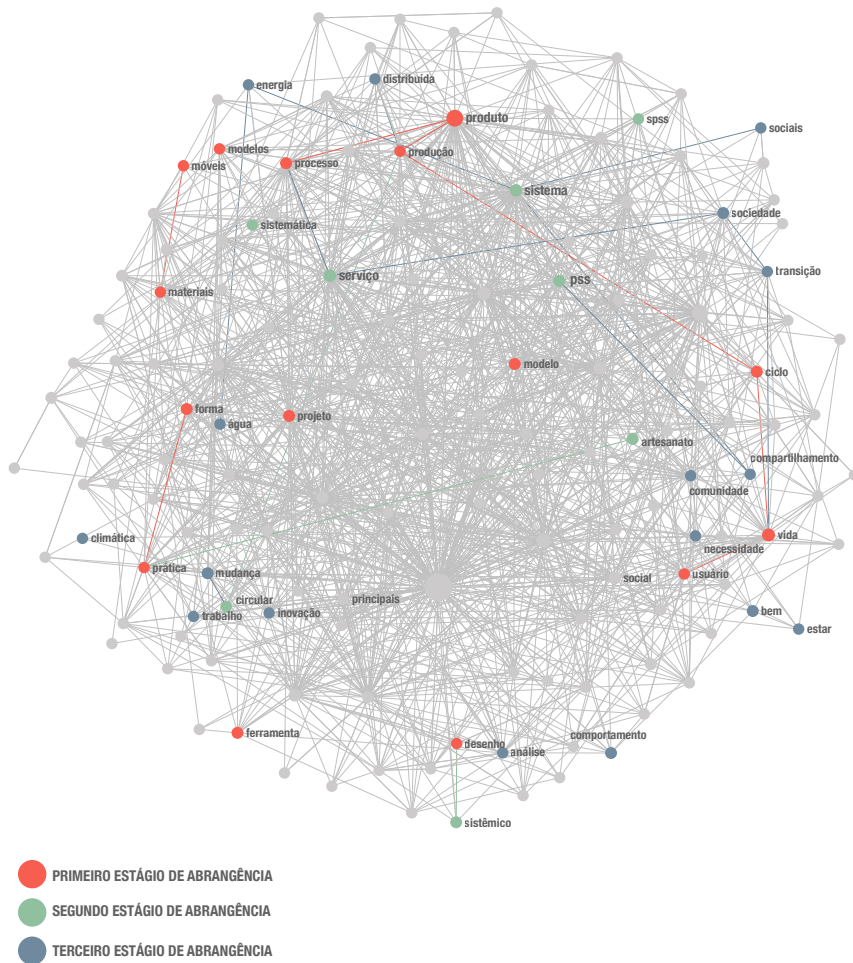 energia
distribuida
produto
spss
sociais
modelos
produção
móveis
processo
sistema
sociedade
sistemática
transição
serviço
pss
materiais
modelo
ciclo
forma
projeto
agua
artesanato
compartilhamento
comunidade
climática
vida
necessidade
prática
mudança
social
usuário
circular
principais
trabalho
inovação
bem
estar
ferramenta
comportamento
desenho
análise
sistêmico
PRIMEIRO ESTÁGIO DE ABRANGÊNCIA
SEGUNDO ESTÁGIO DE ABRANGÊNCIA
TERCEIRO ESTÁGIO DE ABRANGÊNCIA